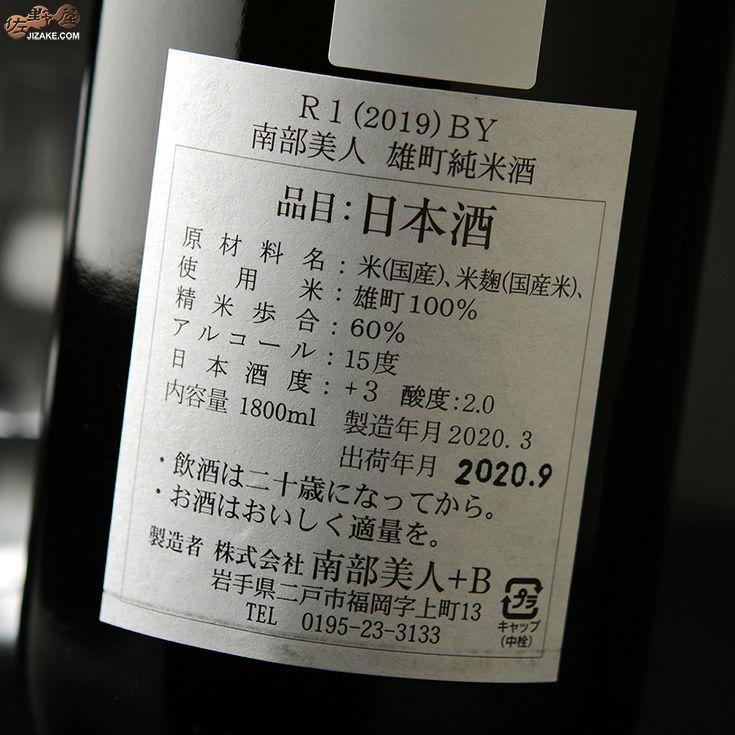 佐野屋
JIZAKE.COM
R1(2019)BY
南部美人 雄町純米酒
品目:日本酒
原材料名:米(国産)、米麹(国産米)、
使用米:雄町100%
精米歩合:60%
アルコール:15度
日本酒度:+3 酸度:2.0
内容量 1800ml 製造年月2020.3
出荷年月 2020.9
・飲酒は二十歳になってから。
・お酒はおいしく適量を。
製造者 株式会社 南部美人+B
岩手県二戸市福岡字上町13
TEL 0195-23-3133
プラ
キャップ
(中栓)